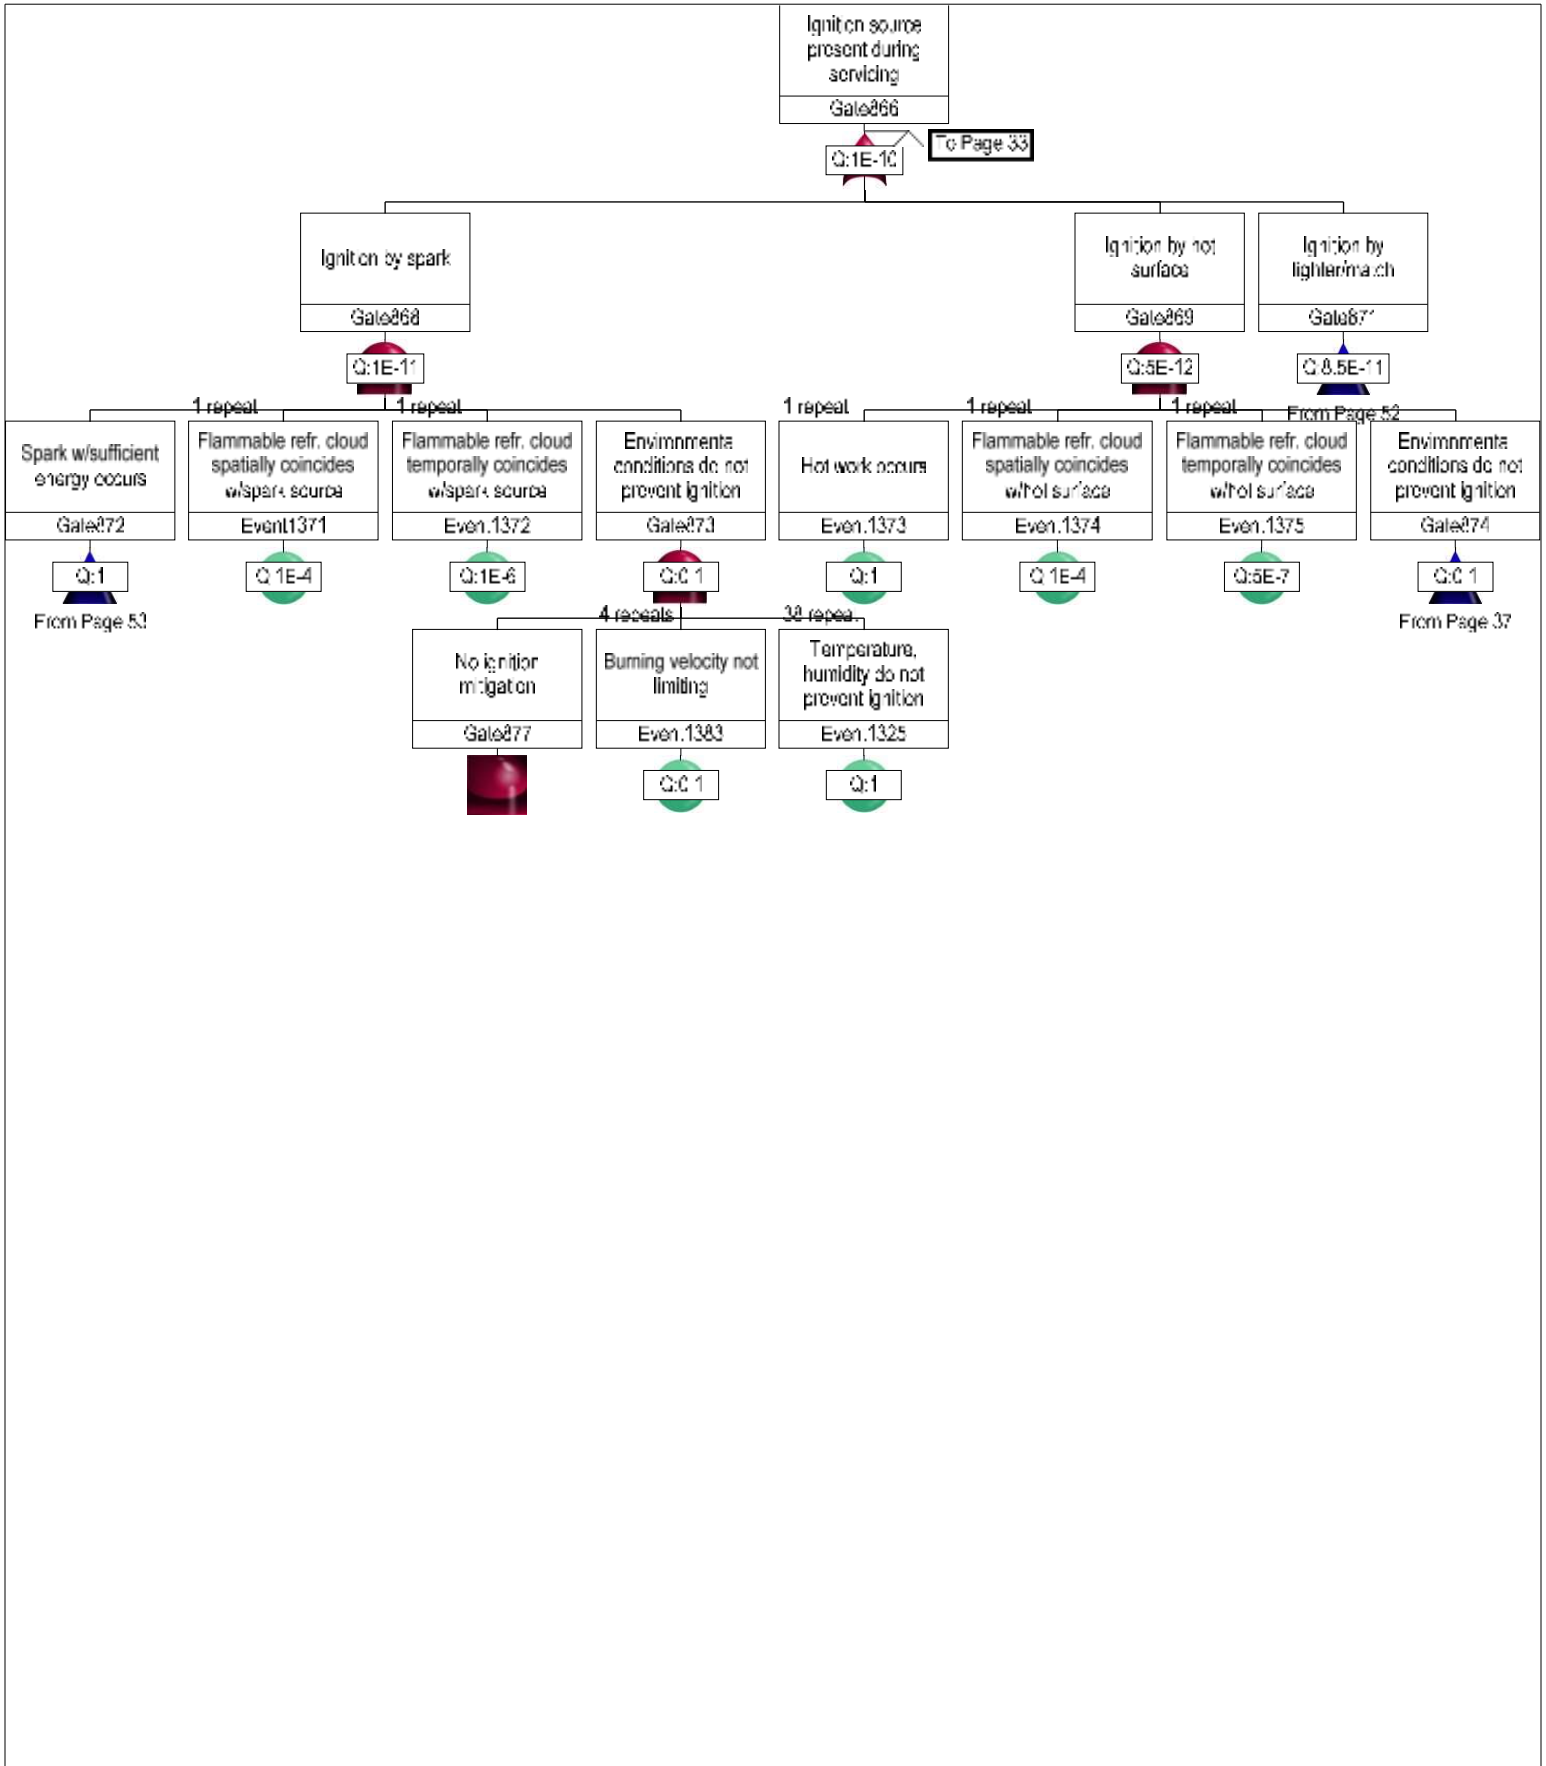 Ignition source
present during
servicing
Gate866
To Page 33
Q:1E-10
Ignition by spark
Gate868
Q:1E-11
Ignition by hot
surface
Gate869
Q:5E-12
Ignition by
lighter/match
Gate871
Q:8.5E-11
From Page 52
1 repeat
1 repeat
1 repeat
1 repeat
1 repeat
Spark w/sufficient
energy occurs
Gate872
Q:1
From Page 53
Flammable refr. cloud
spatially coincides
w/spark source
Event1371
Q:1E-4
Flammable refr. cloud
temporally coincides
w/spark source
Event1372
Q:1E-6
Environmental
conditions do not
prevent ignition
Gate873
Q:0.1
Hot work occurs
Event1373
Q:1
Flammable refr. cloud
spatially coincides
w/hot surface
Event1374
Q:1E-4
Flammable refr. cloud
temporally coincides
w/hot surface
Event1375
Q:5E-7
Environmental
conditions do not
prevent ignition
Gate874
Q:0.1
From Page 37
4 repeats
38 repeat
No ignition
mitigation
Gate877
Burning velocity not
limiting
Event1383
Q:0.1
Temperature,
humidity do not
prevent ignition
Event1325
Q:1